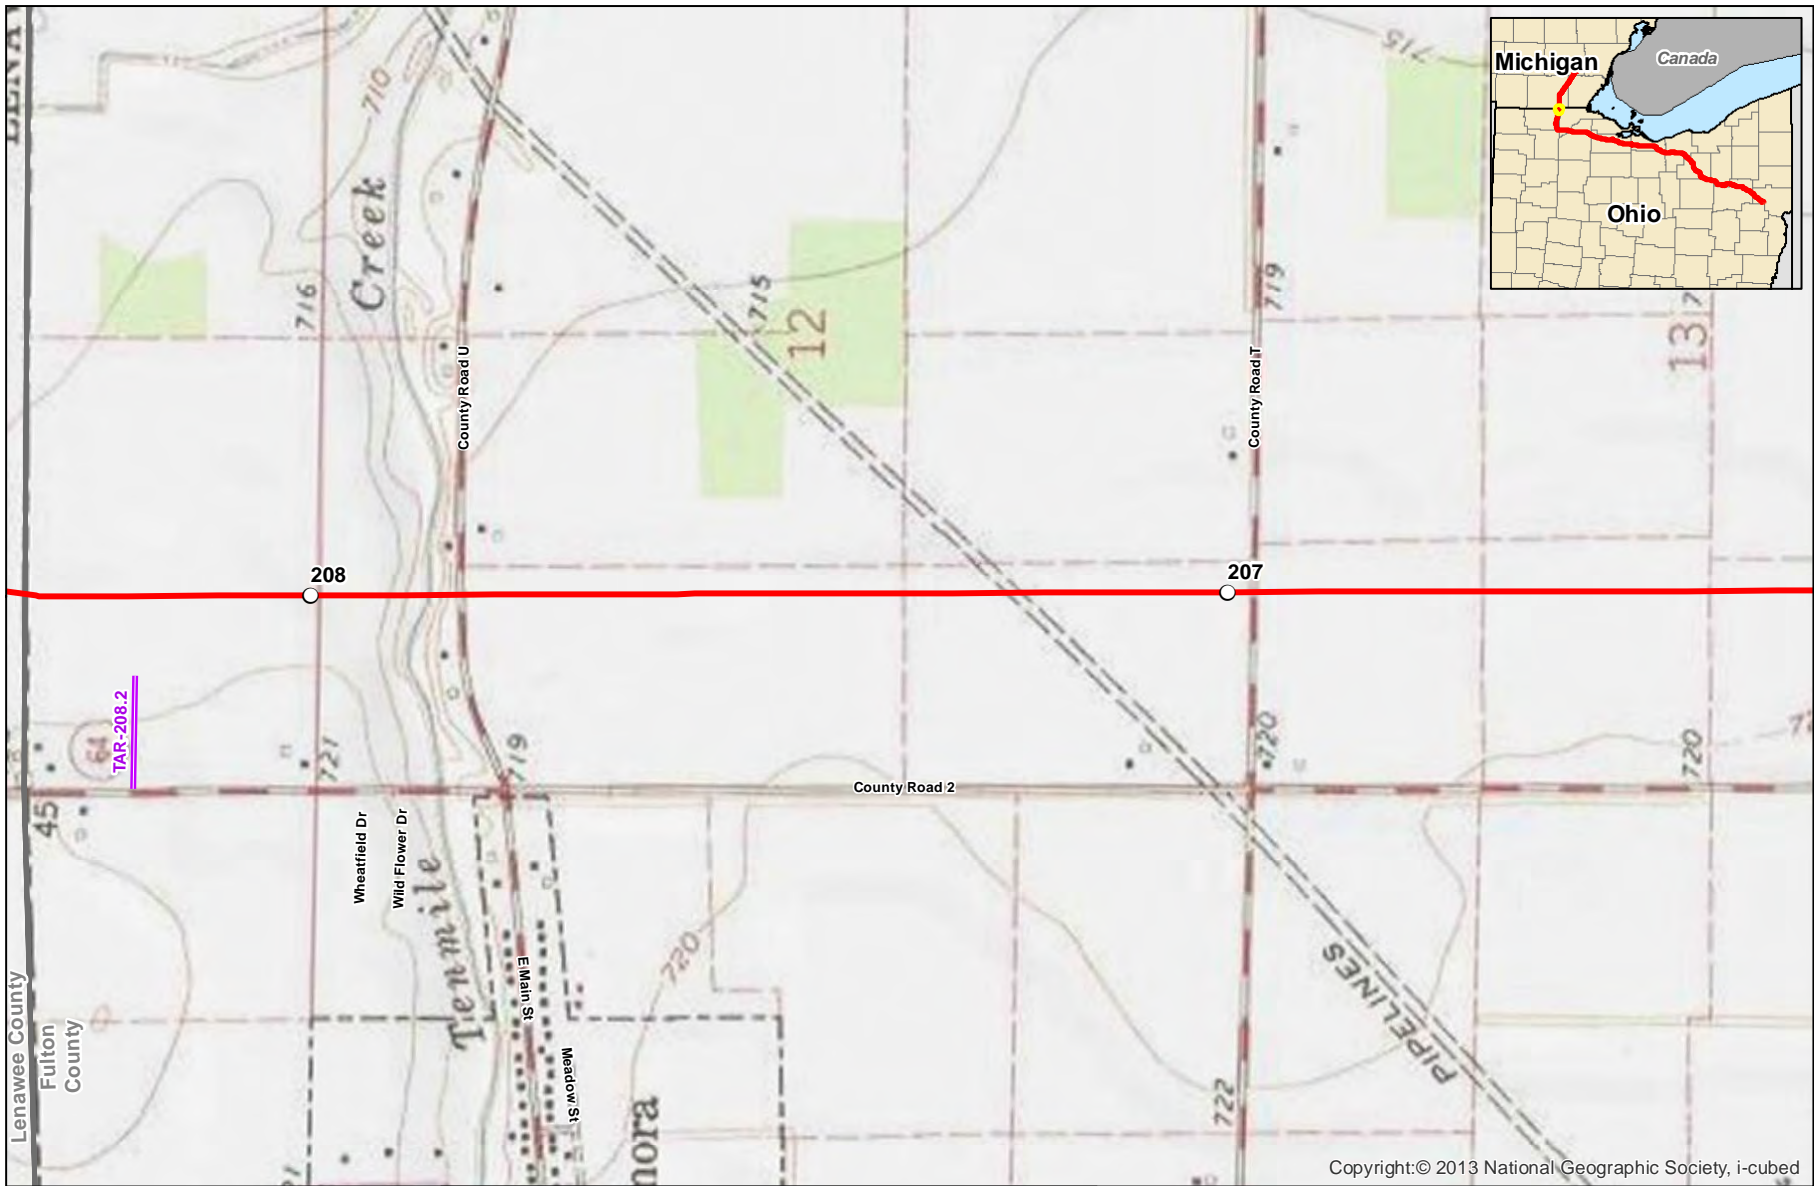 Michigan
Canada
Ohio
715
710
Creek
716
715
12
719
13
County Road U
County Road T
208
207
TAR-208.2
64
721
719
720
720
45
County Road 2
Wheatfield Dr
Wild Flower Dr
Tenmile
E Main St
Meadow St
720
PIPELINES
722
Lenawee County
Fulton
County
nora
Copyright:© 2013 National Geographic Society, i-cubed